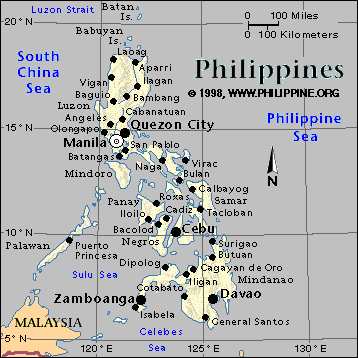 Luzon Strait
Batan
Is.
0 100 Miles
0 100 Kilometers
20°N
Babuyan
Is.
South
China
Sea
Laoag
Aparri
Philippines
© 1998, WWW.PHILIPPINE.ORG
Vigan
Ilagan
Baguio
Bambang
Luzon
Cabanatuan
Angeles
Olongapo
Quezon City
Philippine
Sea
15°N
Manila
San Pablo
Batangas
Naga
Virac
N
Mindoro
Bulan
Calbayog
Samar
Roxas
Panay
Cadiz
Tacloban
Iloilo
10°N
Bacolod
Cebu
Negros
Palawan
Puerto
Princesa
Surigao
Butuan
Sulu Sea
Dipolog
Cagayan de Oro
Mindanao
Iligan
Cotabato
Zamboanga
Davao
Isabela
General Santos
MALAYSIA
5°N
Celebes
Sea
120°E
125°E
130°E